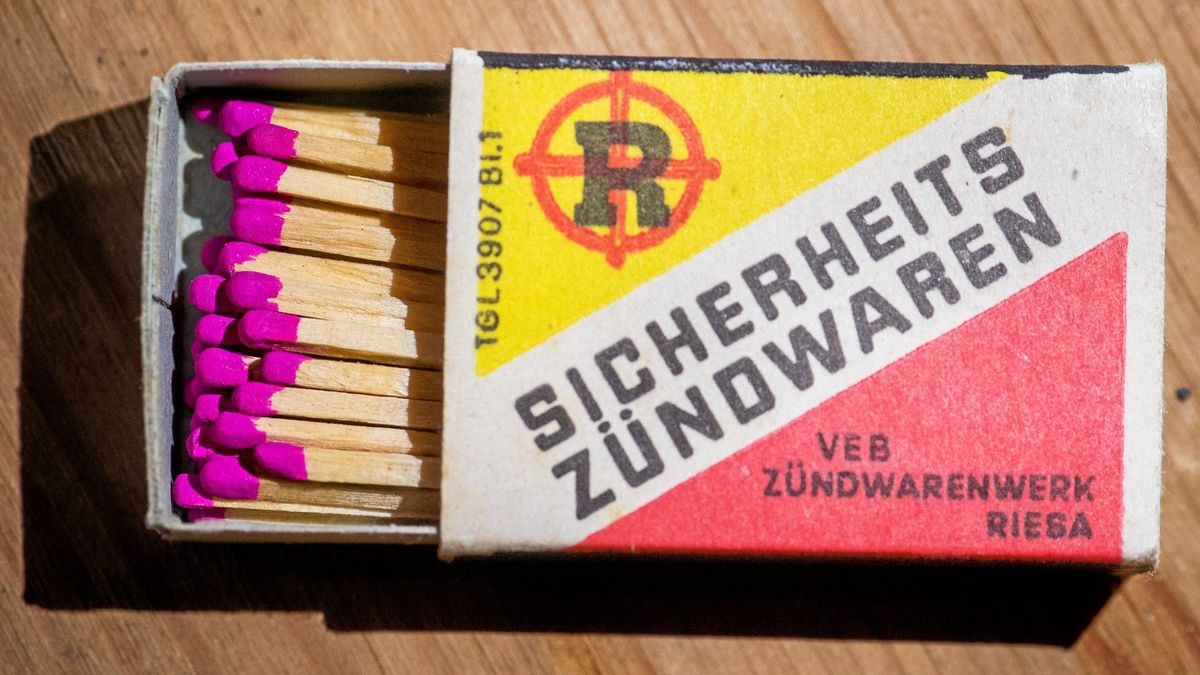 TGL 3907 Bl.1
R
SICHERHEITS
ZÜNDWAREN
VEB
ZÜNDWARENWERK
RIESA